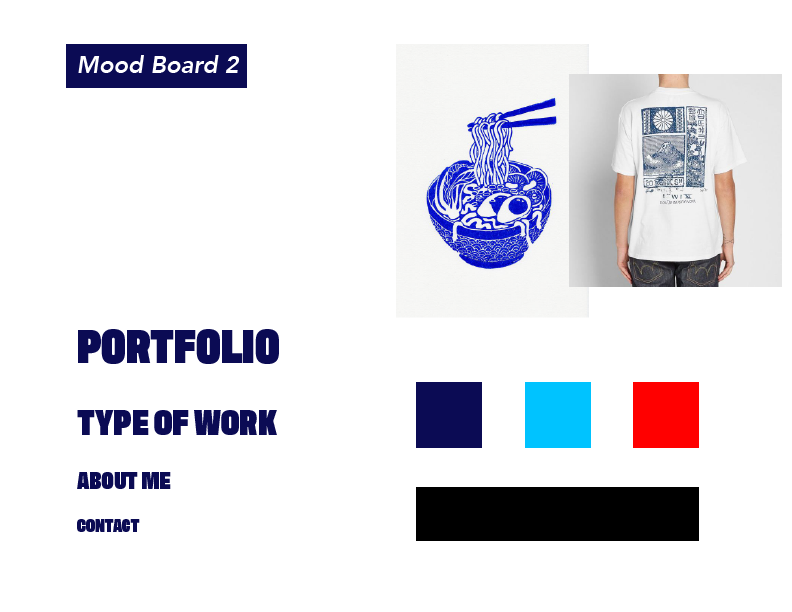 Mood Board 2
PORTFOLIO
TYPE OF WORK
ABOUT ME
CONTACT